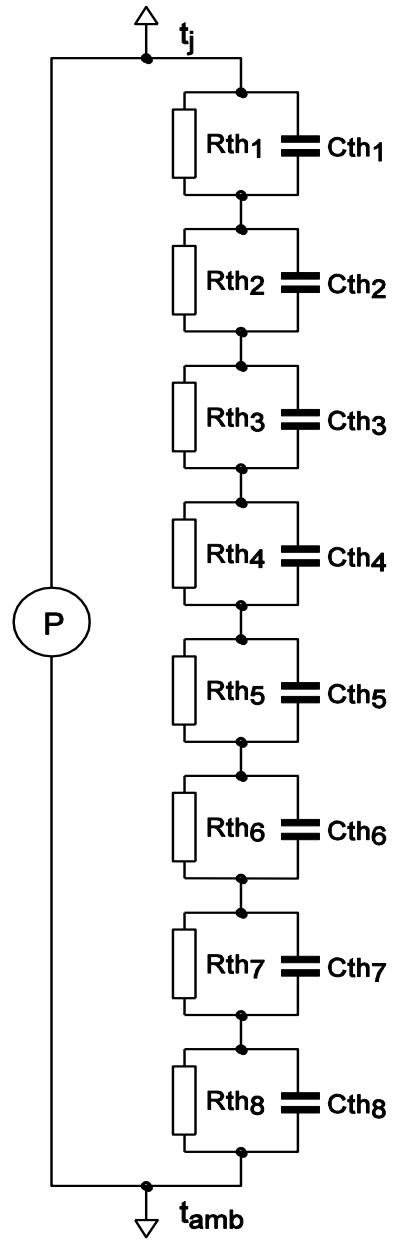 tj
Rth1 Cth1
Rth2 Cth2
Rth3 Cth3
Rth4 Cth4
P
Rth5 Cth5
Rth6 Cth6
Rth7 Cth7
Rth8 Cth8
tamb